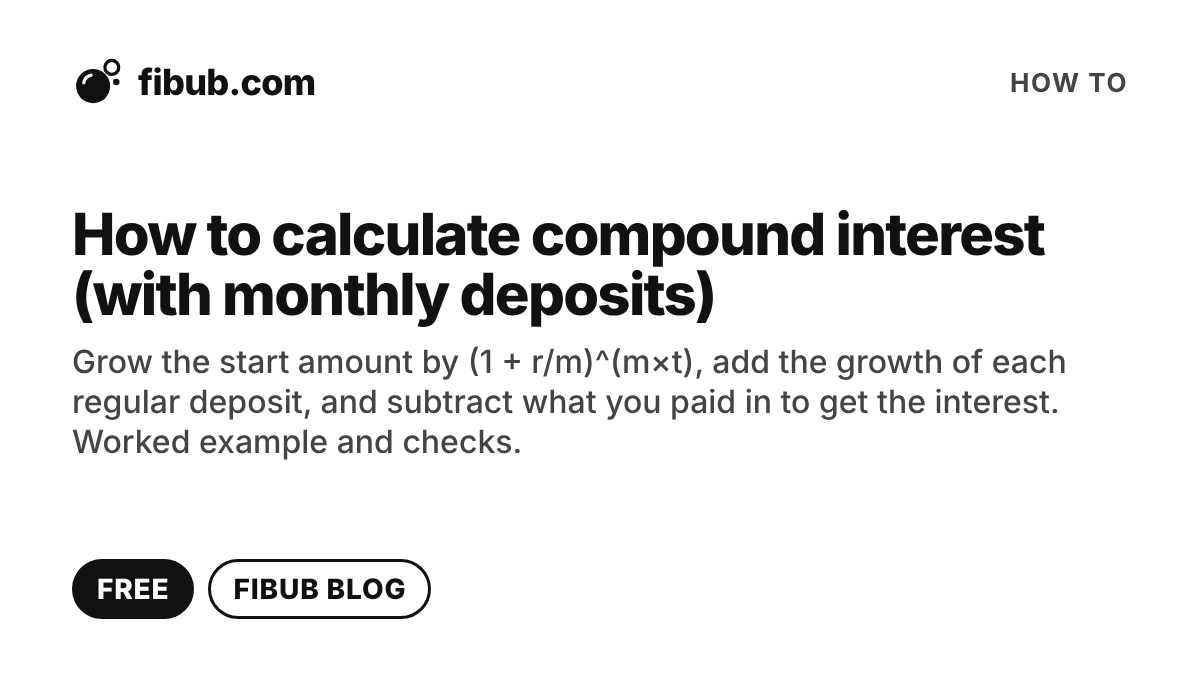 fibub.com
HOW TO
How to calculate compound interest
(with monthly deposits)
Grow the start amount by (1 + r/m)^(m×t), add the growth of each
regular deposit, and subtract what you paid in to get the interest.
Worked example and checks.
FREE
FIBUB BLOG